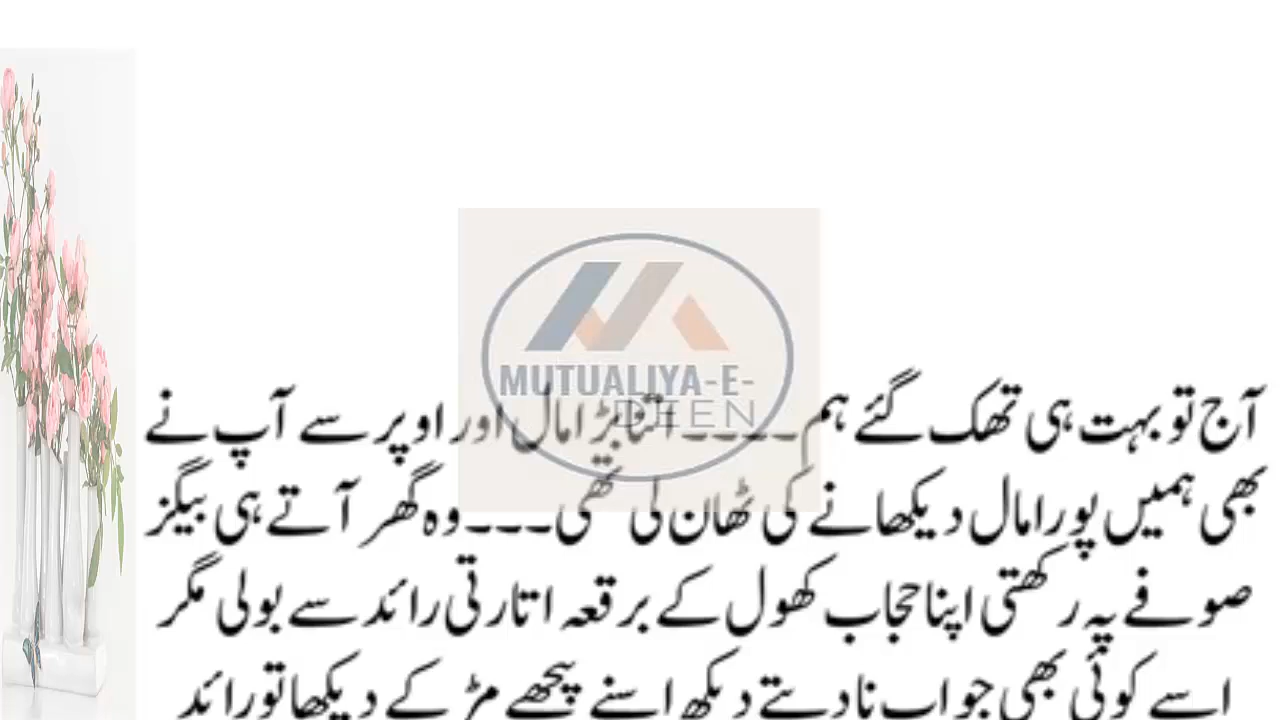 MUTUALIYA-E-
DEEN
آج تو بہت ہی تھک گئے ہم۔۔۔۔ اتنا بڑا مال اور اوپر سے آپ نے
بھی ہمیں پورا مال دیکھانے کی ٹھان لی تھی۔۔۔ وہ گھر آتے ہی بیگز
صوفے پہ رکھتی اپنا حجاب کھول کے برقعہ اتارتی رائد سے بولی مگر
اسے کوئی بھی جواب نا دیتے دیکھ اسنے پیچھے مڑ کے دیکھا تو رائد